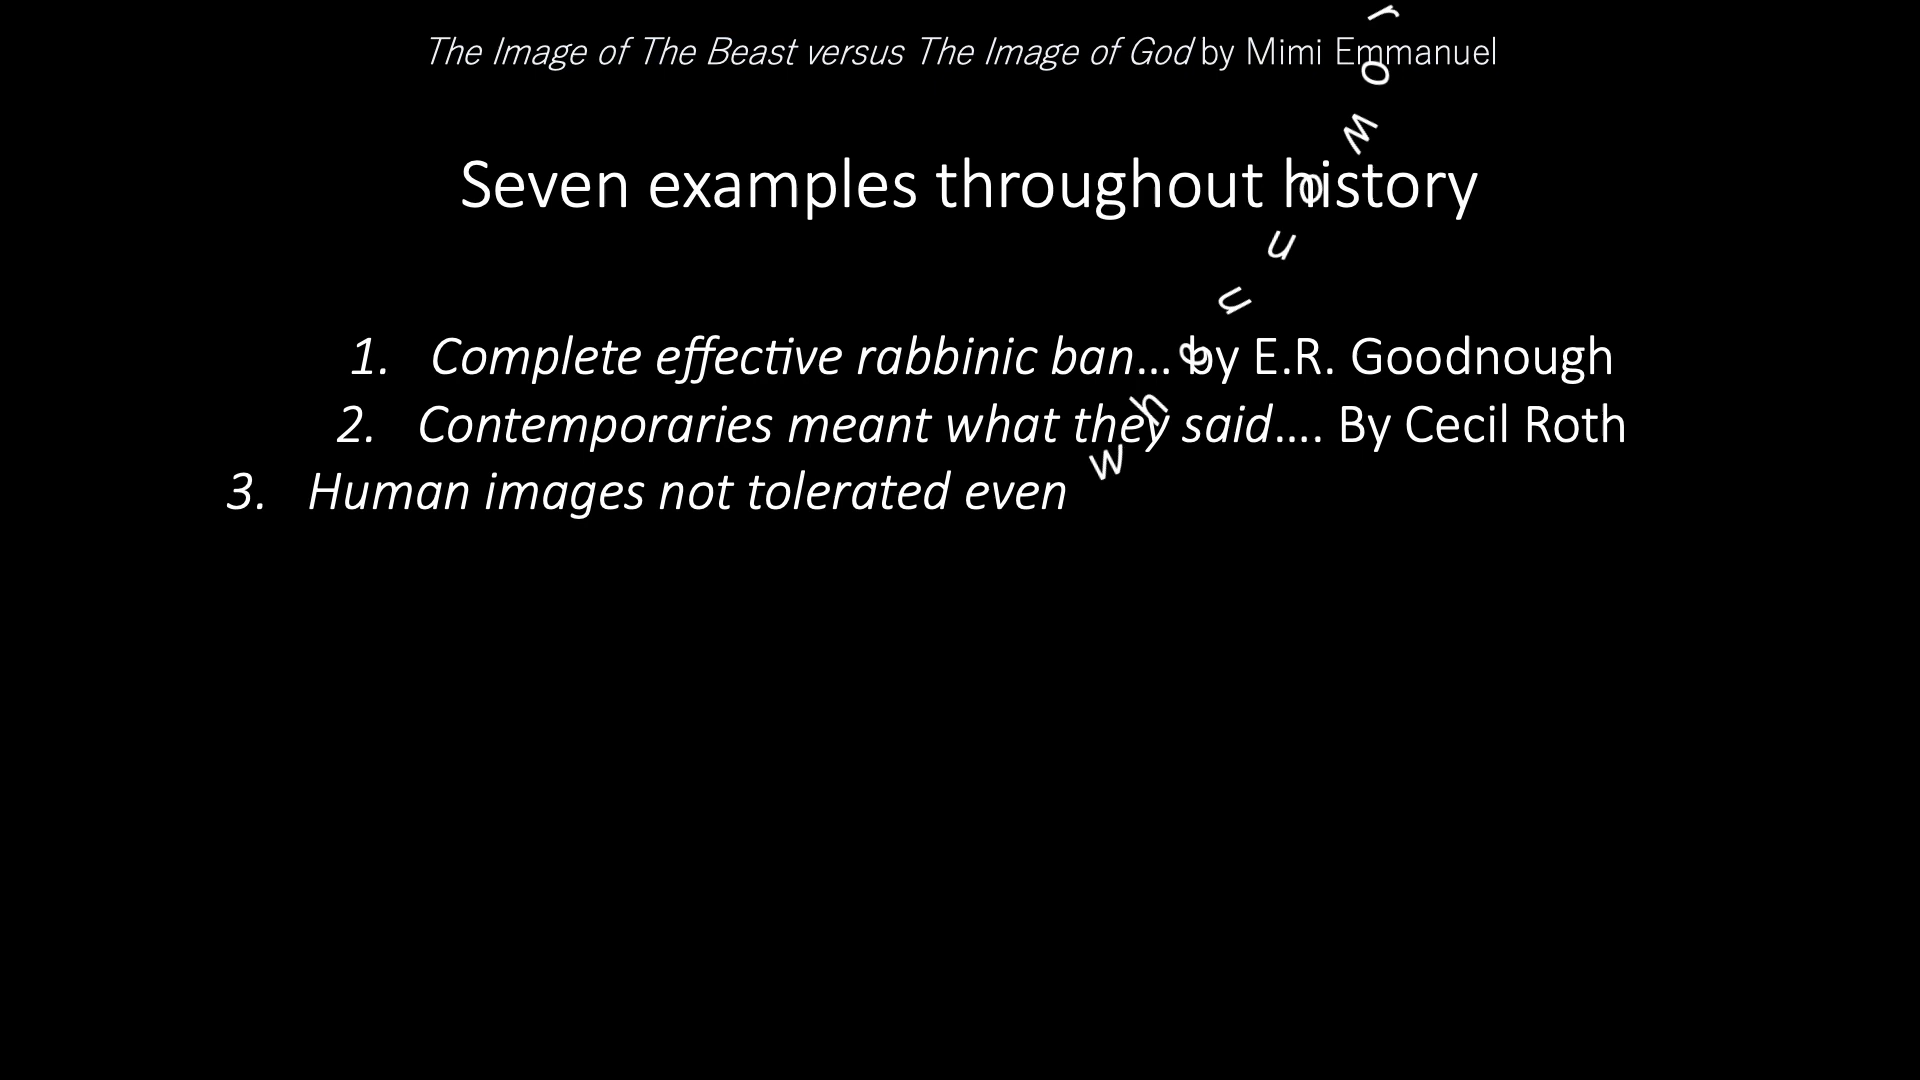 The Image of The Beast versus The Image of God by Mimi Emmanuel
Seven examples throughout history
1. Complete effective rabbinic ban… by E.R. Goodnough
2. Contemporaries meant what they said…. By Cecil Roth
3. Human images not tolerated even when unowor